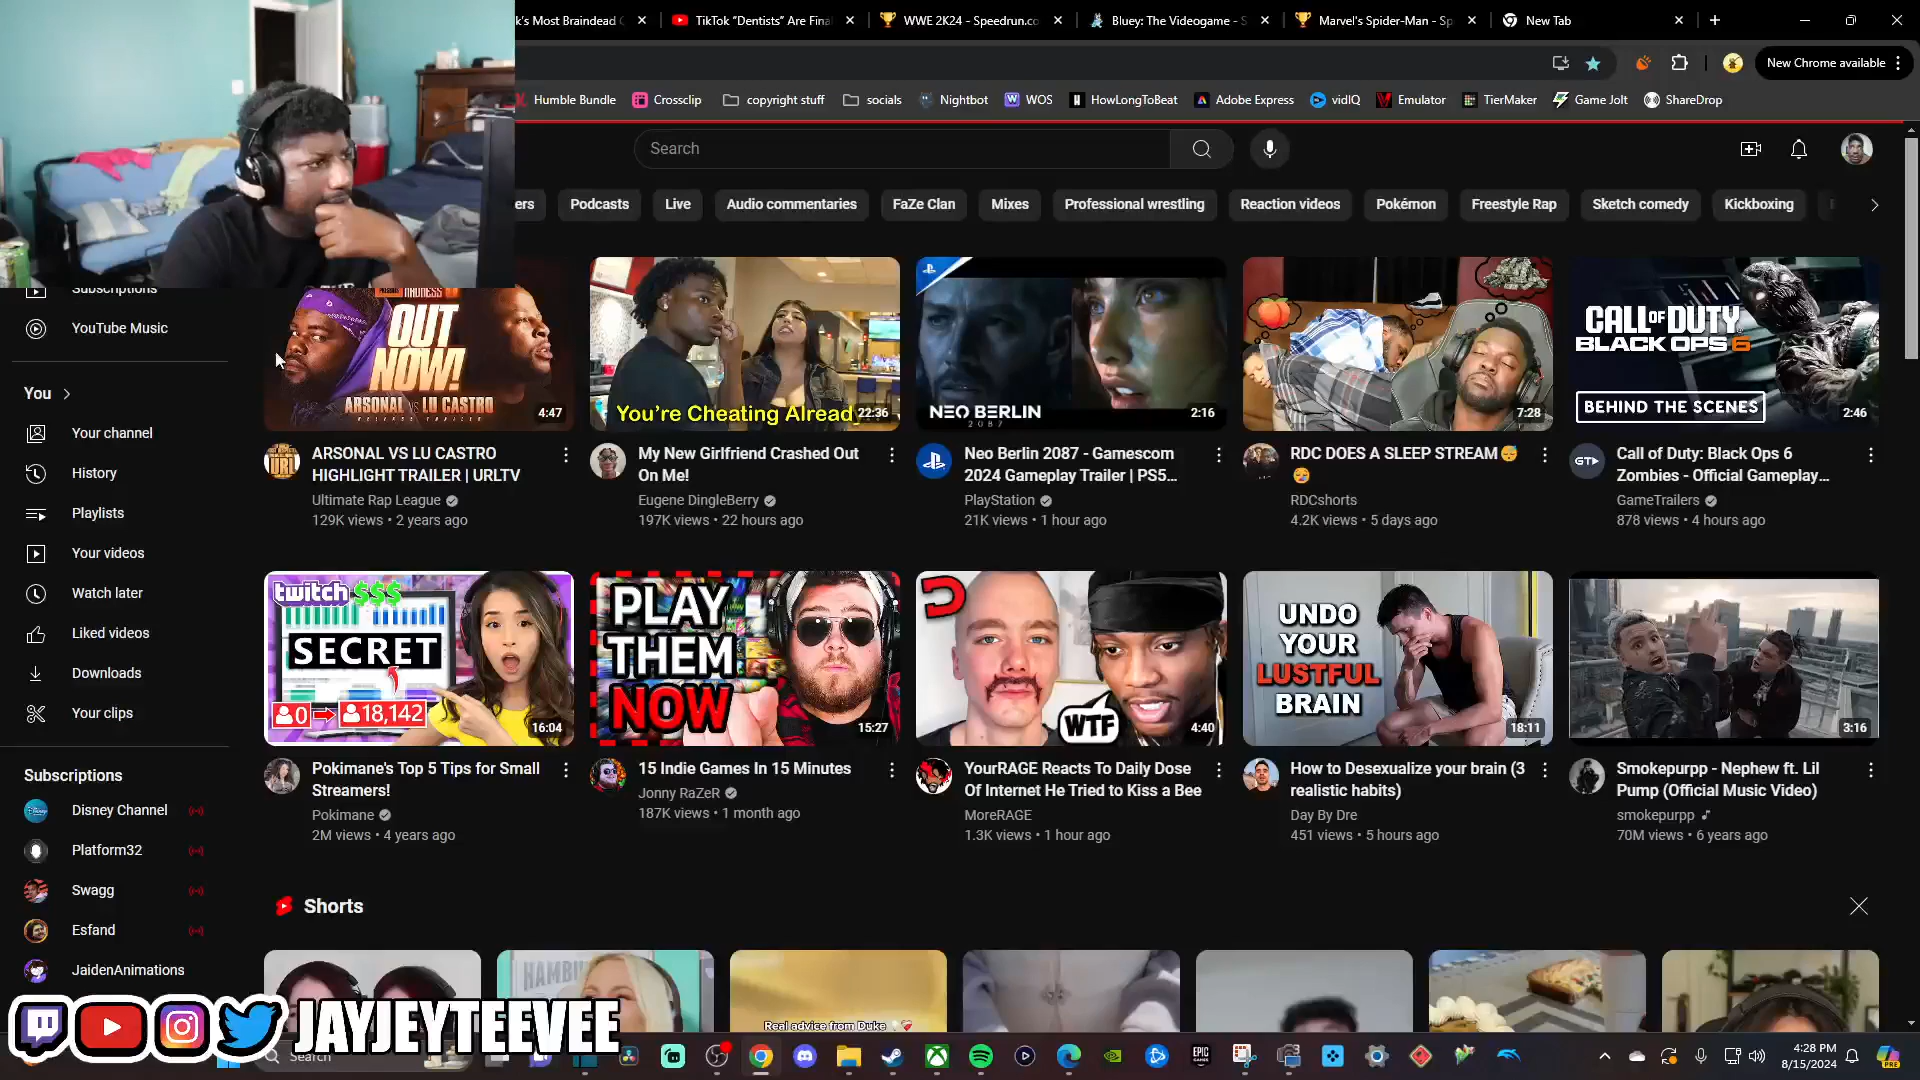 k's Most Braindead
TikTok “Dentists” Are Fina
WWE 2K24 - Speedrun.co
Bluey: The Videogame - S
Marvel's Spider-Man - Sp
New Tab
New Chrome available
Humble Bundle
Crossclip
copyright stuff
socials
Nightbot
WOS
HowLongToBeat
Adobe Express
vidIQ
Emulator
TierMaker
Game Jolt
ShareDrop
Search
ers
Podcasts
Live
Audio commentaries
FaZe Clan
Mixes
Professional wrestling
Reaction videos
Pokémon
Freestyle Rap
Sketch comedy
Kickboxing
Subscriptions
YouTube Music
You
Your channel
History
Playlists
Your videos
Watch later
Liked videos
Downloads
Your clips
Subscriptions
Disney Channel
Platform32
Swagg
Esfand
JaidenAnimations
OUT
NOW!
ARSONAL VS LU CASTRO
4:47
ARSONAL VS LU CASTRO
HIGHLIGHT TRAILER | URLTV
Ultimate Rap League
129K views • 2 years ago
You're Cheating Alread
22:36
My New Girlfriend Crashed Out
On Me!
Eugene DingleBerry
197K views • 22 hours ago
NEO BERLIN
2087
2:16
Neo Berlin 2087 - Gamescom
2024 Gameplay Trailer | PS5...
PlayStation
21K views • 1 hour ago
7:28
RDC DOES A SLEEP STREAM😴
😪
RDCshorts
4.2K views • 5 days ago
CALL OF DUTY
BLACK OPS 6
BEHIND THE SCENES
2:46
GT
Call of Duty: Black Ops 6
Zombies - Official Gameplay...
GameTrailers
878 views • 4 hours ago
twitch $$$
SECRET
0 → 18,142
16:04
Pokimane's Top 5 Tips for Small
Streamers!
Pokimane
2M views • 4 years ago
PLAY
THEM
NOW
15:27
15 Indie Games In 15 Minutes
Jonny RaZeR
187K views • 1 month ago
WTF
4:40
YourRAGE Reacts To Daily Dose
Of Internet He Tried to Kiss a Bee
MoreRAGE
1.3K views • 1 hour ago
UNDO
YOUR
LUSTFUL
BRAIN
18:11
How to Desexualize your brain (3
realistic habits)
Day By Dre
451 views • 5 hours ago
3:16
Smokepurpp - Nephew ft. Lil
Pump (Official Music Video)
smokepurpp
70M views • 6 years ago
Shorts
HAMBU
Real advice from Duke
JAYJEYTEEVEE
Search
EPIC
GAMES
4:28 PM
8/15/2024
PRE